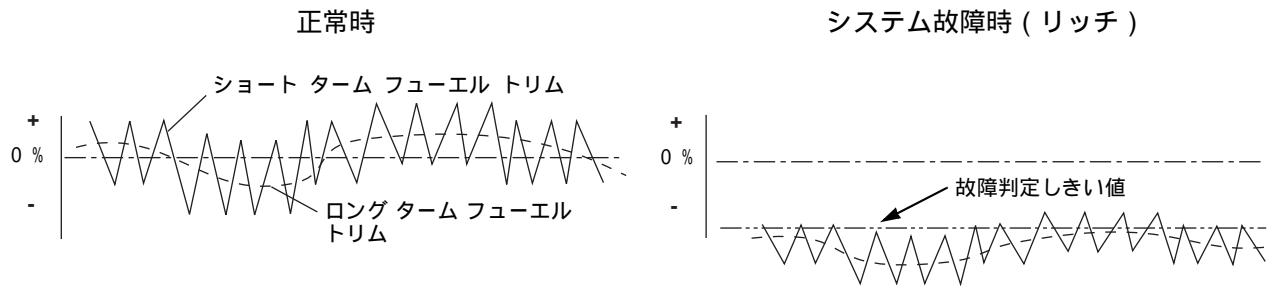 正常時
ショート ターム フューエル トリム
+
0 %
-
ロング ターム フューエル
トリム
システム故障時 ( リッチ )
+
0 %
-
故障判定しきい値